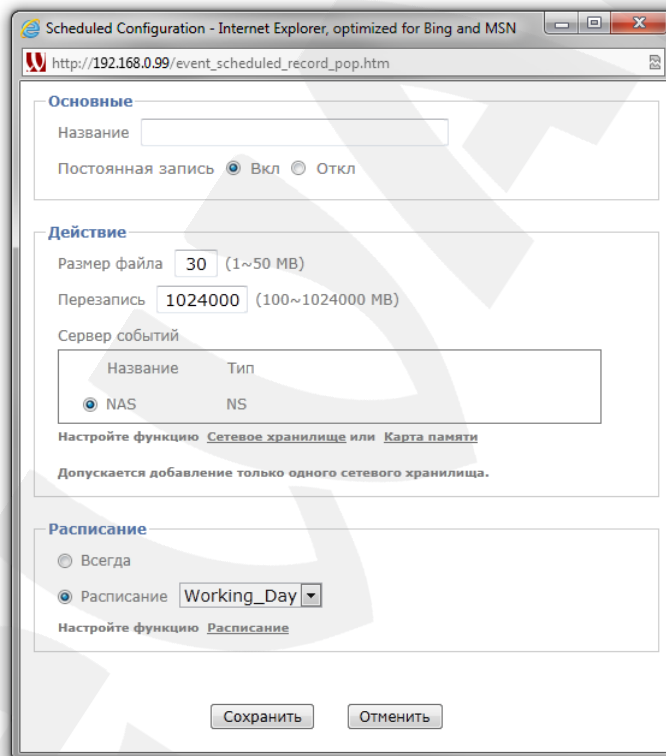 Scheduled Configuration - Internet Explorer, optimized for Bing and MSN
http://192.168.0.99/event_scheduled_record_pop.htm
Основные
Название
Постоянная запись Вкл Откл
Действие
Размер файла 30 (1~50 MB)
Перезапись 1024000 (100~1024000 MB)
Сервер событий
Название Тип
NAS NS
Настройте функцию Сетевое хранилище или Карта памяти
Допускается добавление только одного сетевого хранилища.
Расписание
Всегда
Расписание Working_Day
Настройте функцию Расписание
Сохранить Отменить